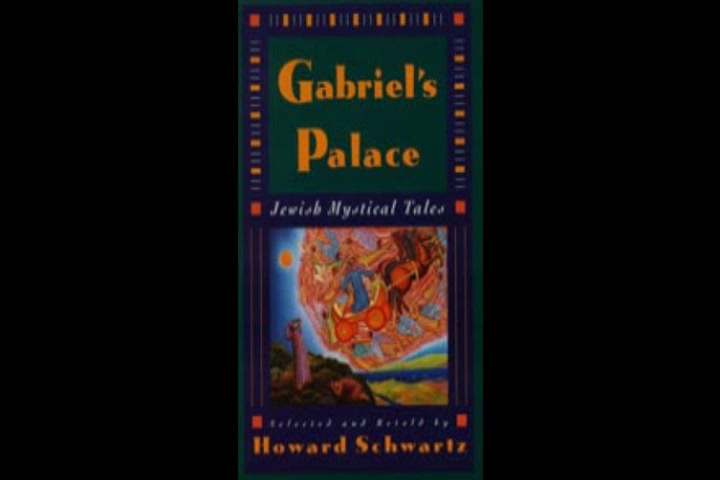 Gabriel's
Palace
Jewish Mystical Tales
Selected and Retold by
Howard Schwartz